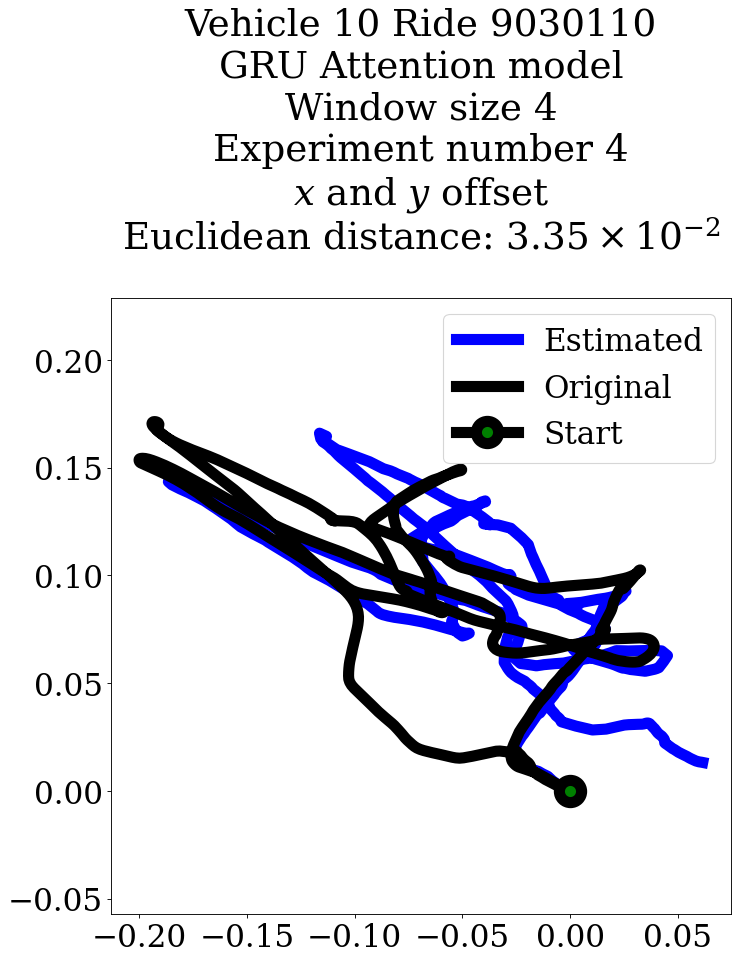 Vehicle 10 Ride 9030110
GRU Attention model
Window size 4
Experiment number 4
x and y offset
Euclidean distance: 3.35 × 10⁻²
Estimated
Original
Start
0.20
0.15
0.10
0.05
0.00
−0.05
−0.20
−0.15
−0.10
−0.05
0.00
0.05